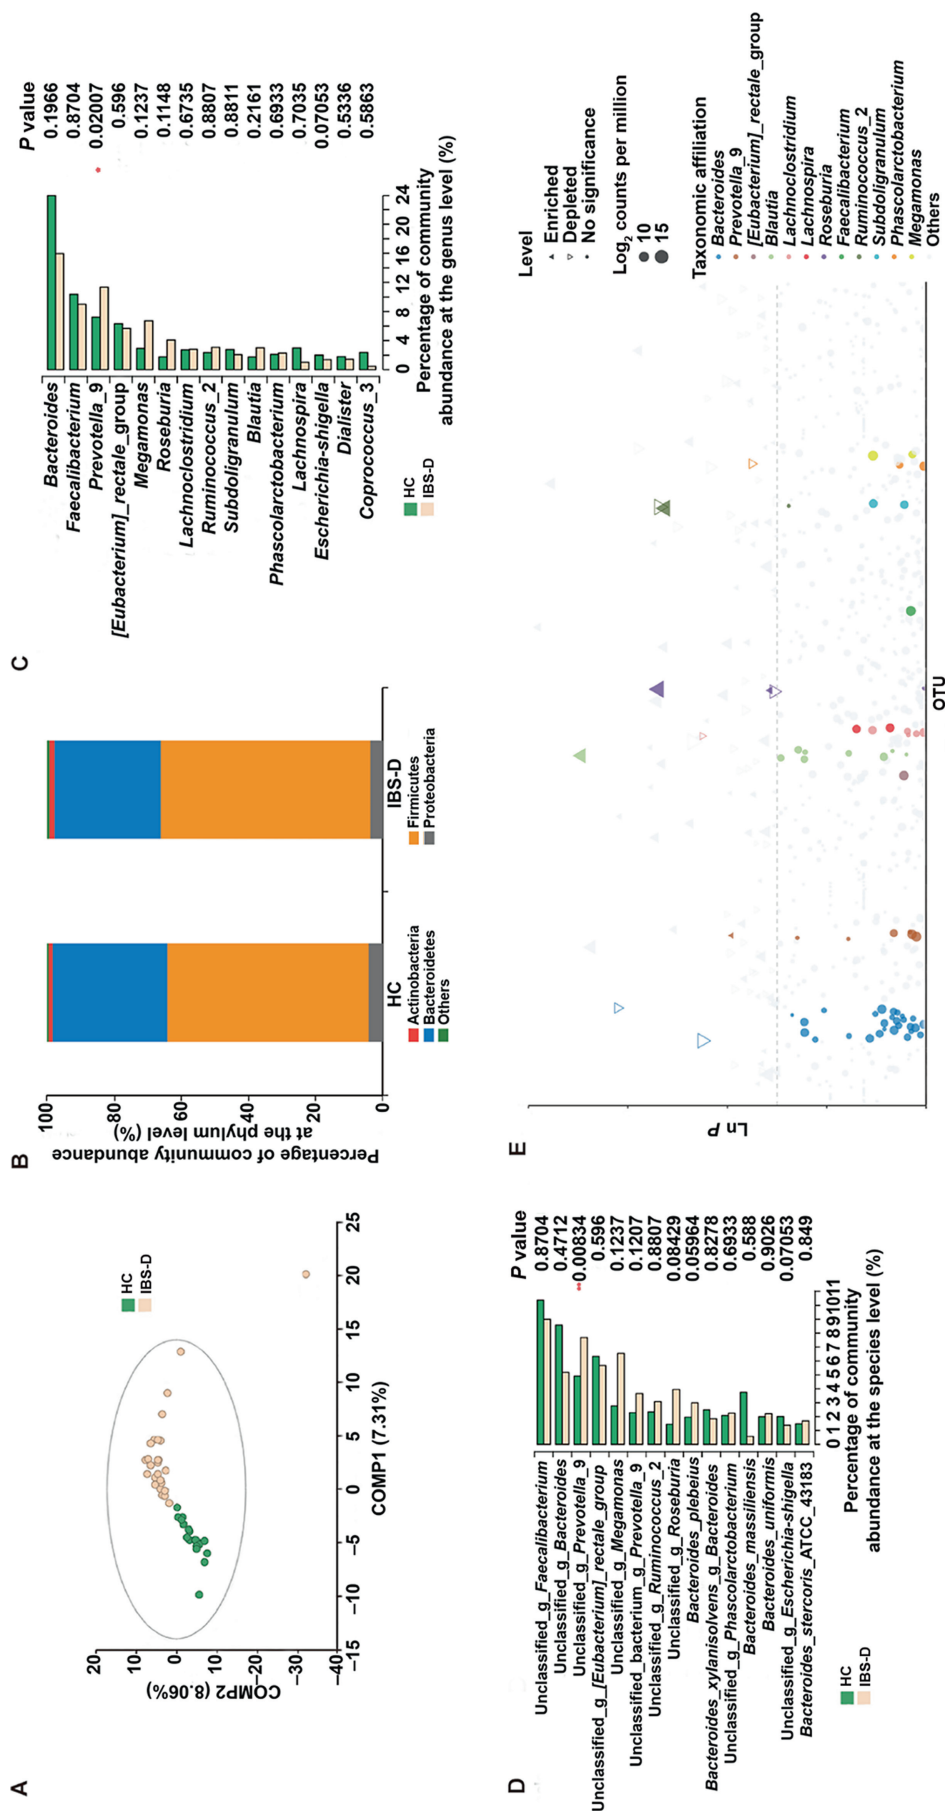 A
20
10
0
−10
−20
−30
−40
COMP2 (8.06%)
−15
−10
−5
0
5
10
15
20
25
COMP1 (7.31%)
HC
IBS-D
B
Percentage of community abundance
at the phylum level (%)
100
80
60
40
20
0
HC
IBS-D
Actinobacteria
Bacteroidetes
Others
Firmicutes
Proteobacteria
C
P value
Bacteroides 0.1966
Faecalibacterium 0.8704
Prevotella_9 * 0.02007
[Eubacterium]_rectale_group 0.596
Megamonas 0.1237
Roseburia 0.1148
Lachnoclostridium 0.6735
Ruminococcus_2 0.8807
Subdoligranulum 0.8811
Blautia 0.2161
Phascolarctobacterium 0.6933
Lachnospira 0.7035
Escherichia-shigella 0.07053
Dialister 0.5336
Coprococcus_3 0.5863
0 4 8 12 16 20 24
Percentage of community
abundance at the genus level (%)
HC
IBS-D
D
P value
Unclassified_g_Faecalibacterium 0.8704
Unclassified_g_Bacteroides 0.4712
Unclassified_g_Prevotella_9 ** 0.00834
Unclassified_g_[Eubacterium]_rectale_group 0.596
Unclassified_g_Megamonas 0.1237
Unclassified_bacterium_g_Prevotella_9 0.1207
Unclassified_g_Ruminococcus_2 0.8807
Unclassified_g_Roseburia 0.08429
Bacteroides_plebeius 0.05964
Bacteroides_xylanisolvens_g_Bacteroides 0.8278
Unclassified_g_Phascolarctobacterium 0.6933
Bacteroides_massiliensis 0.588
Bacteroides_uniformis 0.9026
Unclassified_g_Escherichia-shigella 0.07053
Bacteroides_stercoris_ATCC_43183 0.849
0 1 2 3 4 5 6 7 8 9 10 11
Percentage of community
abundance at the species level (%)
HC
IBS-D
E
Ln P
OTU
Level
Enriched
Depleted
No significance
Log2 counts per million
10
15
Taxonomic affiliation
Bacteroides
Prevotella_9
[Eubacterium]_rectale_group
Blautia
Lachnoclostridium
Lachnospira
Roseburia
Faecalibacterium
Ruminococcus_2
Subdoligranulum
Phascolarctobacterium
Megamonas
Others